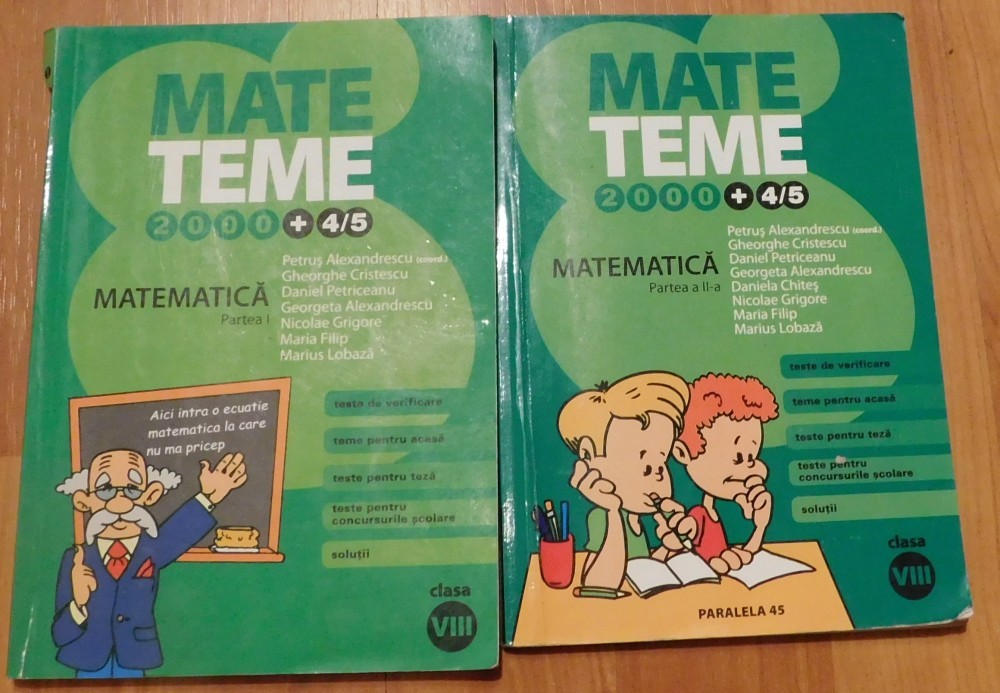 MATE
TEME
2000 + 4/5
Petruş Alexandrescu (coord.)
Gheorghe Cristescu
Daniel Petriceanu
Georgeta Alexandrescu
Nicolae Grigore
Maria Filip
Marius Lobază
MATEMATICĂ
Partea I
Aici intra o ecuatie
matematica la care
nu ma pricep
teste de verificare
teme pentru acasă
teste pentru teză
teste pentru
concursurile şcolare
soluţii
clasa
VIII
MATE
TEME
2000 + 4/5
Petruş Alexandrescu (coord.)
Gheorghe Cristescu
Daniel Petriceanu
Georgeta Alexandrescu
Daniela Chiteş
Nicolae Grigore
Maria Filip
Marius Lobază
MATEMATICĂ
Partea a II-a
teste de verificare
teme pentru acasă
teste pentru teză
teste pentru
concursurile şcolare
soluţii
clasa
VIII
PARALELA 45